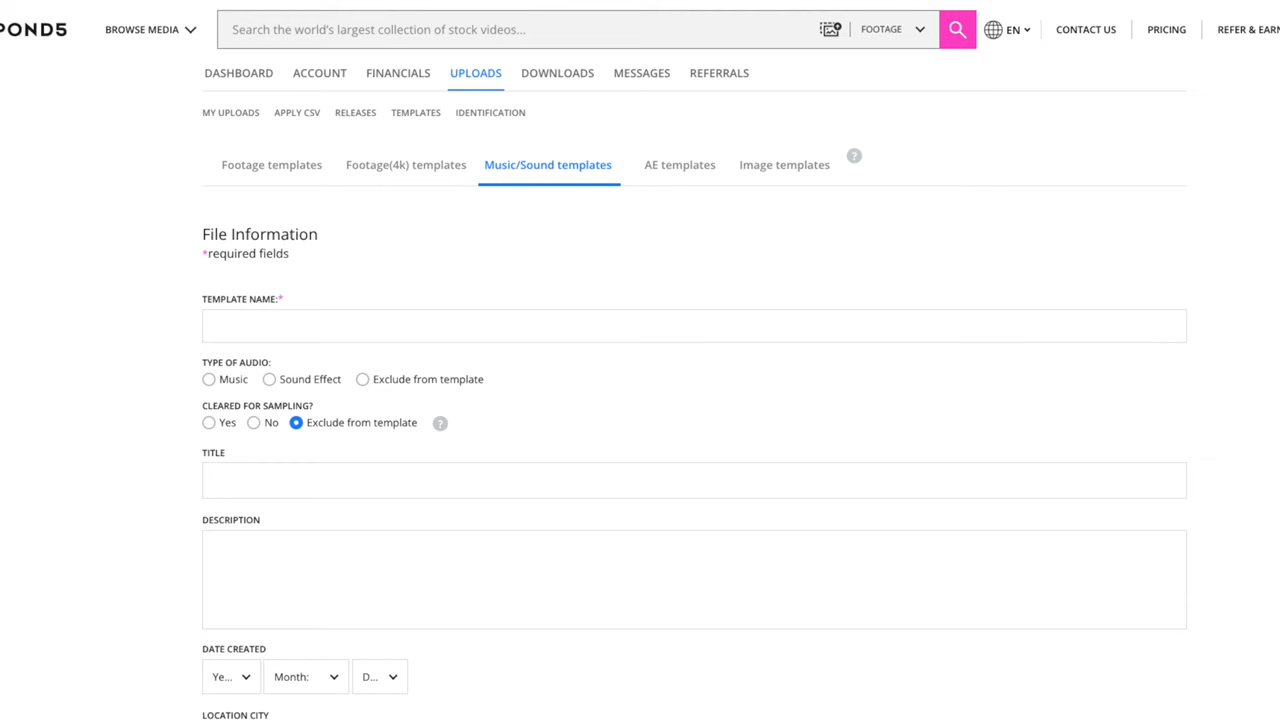 POND5 BROWSE MEDIA Search the world's largest collection of stock videos... FOOTAGE EN CONTACT US PRICING REFER & EARN
DASHBOARD ACCOUNT FINANCIALS UPLOADS DOWNLOADS MESSAGES REFERRALS
MY UPLOADS APPLY CSV RELEASES TEMPLATES IDENTIFICATION
Footage templates Footage(4k) templates Music/Sound templates AE templates Image templates ?
File Information
*required fields
TEMPLATE NAME:*
TYPE OF AUDIO:
Music Sound Effect Exclude from template
CLEARED FOR SAMPLING?
Yes No Exclude from template ?
TITLE
DESCRIPTION
DATE CREATED
Ye... Month: D...
LOCATION CITY